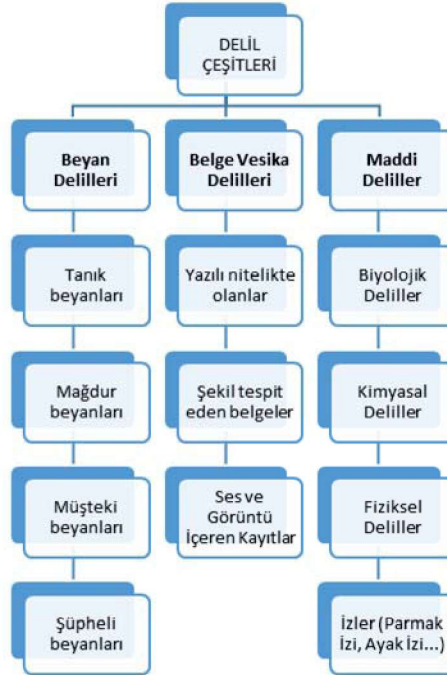 DELİL
ÇEŞİTLERİ
Beyan
Delilleri
Tanık
beyanları
Mağdur
beyanları
Müşteki
beyanları
Şüpheli
beyanları
Belge Vesika
Delilleri
Yazılı nitelikte
olanlar
Şekil tespit
eden belgeler
Ses ve
Görüntü
İçeren Kayıtlar
Maddi
Deliller
Biyolojik
Deliller
Kimyasal
Deliller
Fiziksel
Deliller
İzler (Parmak
İzi, Ayak İzi...)